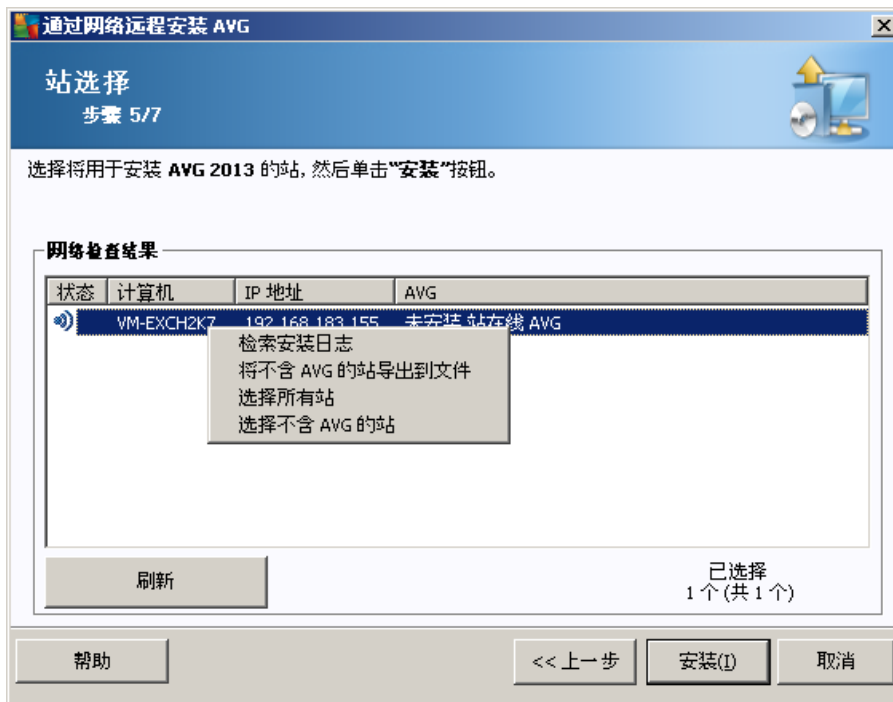 通过网络远程安装 AVG
站选择
步骤 5/7
选择将用于安装 AVG 2013 的站, 然后单击"安装"按钮。
网络检查结果
状态 计算机 IP 地址 AVG
VM-EXCH2K7 192.168.183.155 未安装 站在线 AVG
检索安装日志
将不含 AVG 的站导出到文件
选择所有站
选择不含 AVG 的站
刷新
已选择
1 个 (共 1 个)
帮助 << 上一步 安装(I) 取消